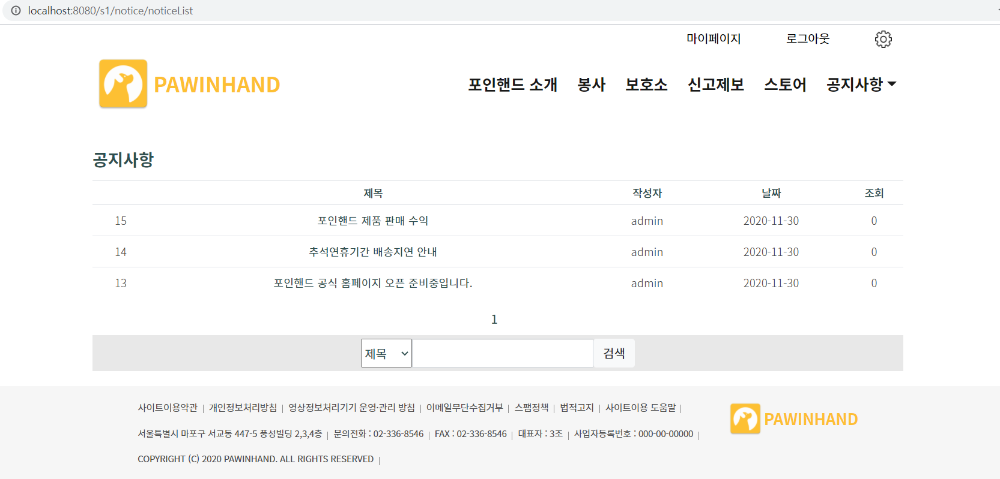 localhost:8080/s1/notice/noticeList
마이페이지 로그아웃
PAWINHAND 포인핸드 소개 봉사 보호소 신고제보 스토어 공지사항
공지사항
제목 작성자 날짜 조회
15 포인핸드 제품 판매 수익 admin 2020-11-30 0
14 추석연휴기간 배송지연 안내 admin 2020-11-30 0
13 포인핸드 공식 홈페이지 오픈 준비중입니다. admin 2020-11-30 0
1
제목 검색
사이트이용약관 | 개인정보처리방침 | 영상정보처리기기 운영·관리 방침 | 이메일무단수집거부 | 스팸정책 | 법적고지 | 사이트이용 도움말 |
PAWINHAND
서울특별시 마포구 서교동 447-5 풍성빌딩 2,3,4층 | 문의전화 : 02-336-8546 | FAX : 02-336-8546 | 대표자 : 3조 | 사업자등록번호 : 000-00-00000 |
COPYRIGHT (C) 2020 PAWINHAND. ALL RIGHTS RESERVED |